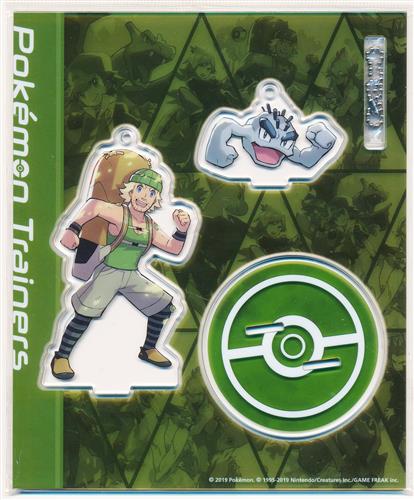 Pokémon Trainers
© 2019 Pokémon. © 1995-2019 Nintendo/Creatures Inc./GAME FREAK inc.